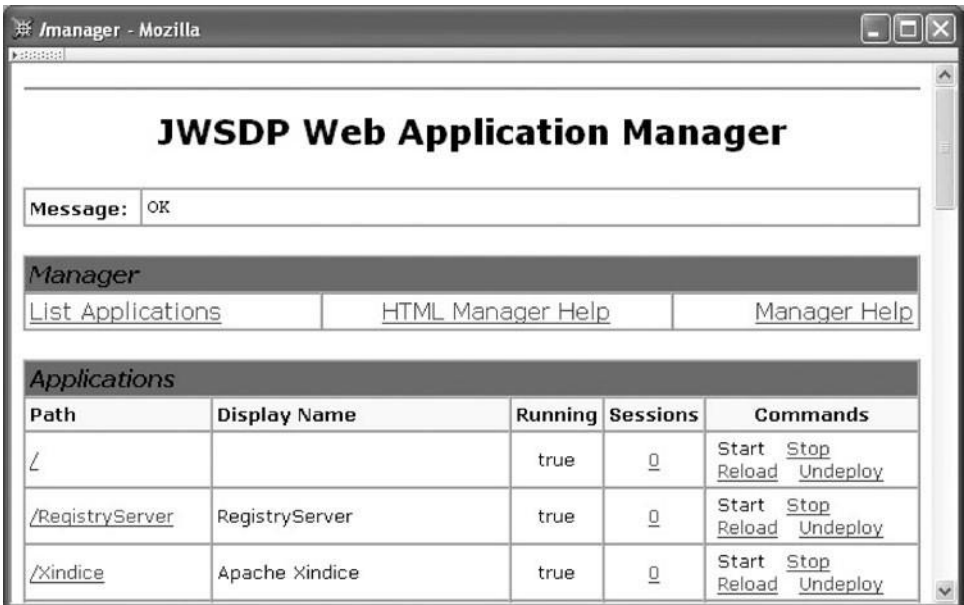 /manager - Mozilla
JWSDP Web Application Manager
Message: OK
Manager
List Applications HTML Manager Help Manager Help
Applications
Path Display Name Running Sessions Commands
/ true 0 Start Stop
Reload Undeploy
/RegistryServer RegistryServer true 0 Start Stop
Reload Undeploy
/Xindice Apache Xindice true 0 Start Stop
Reload Undeploy